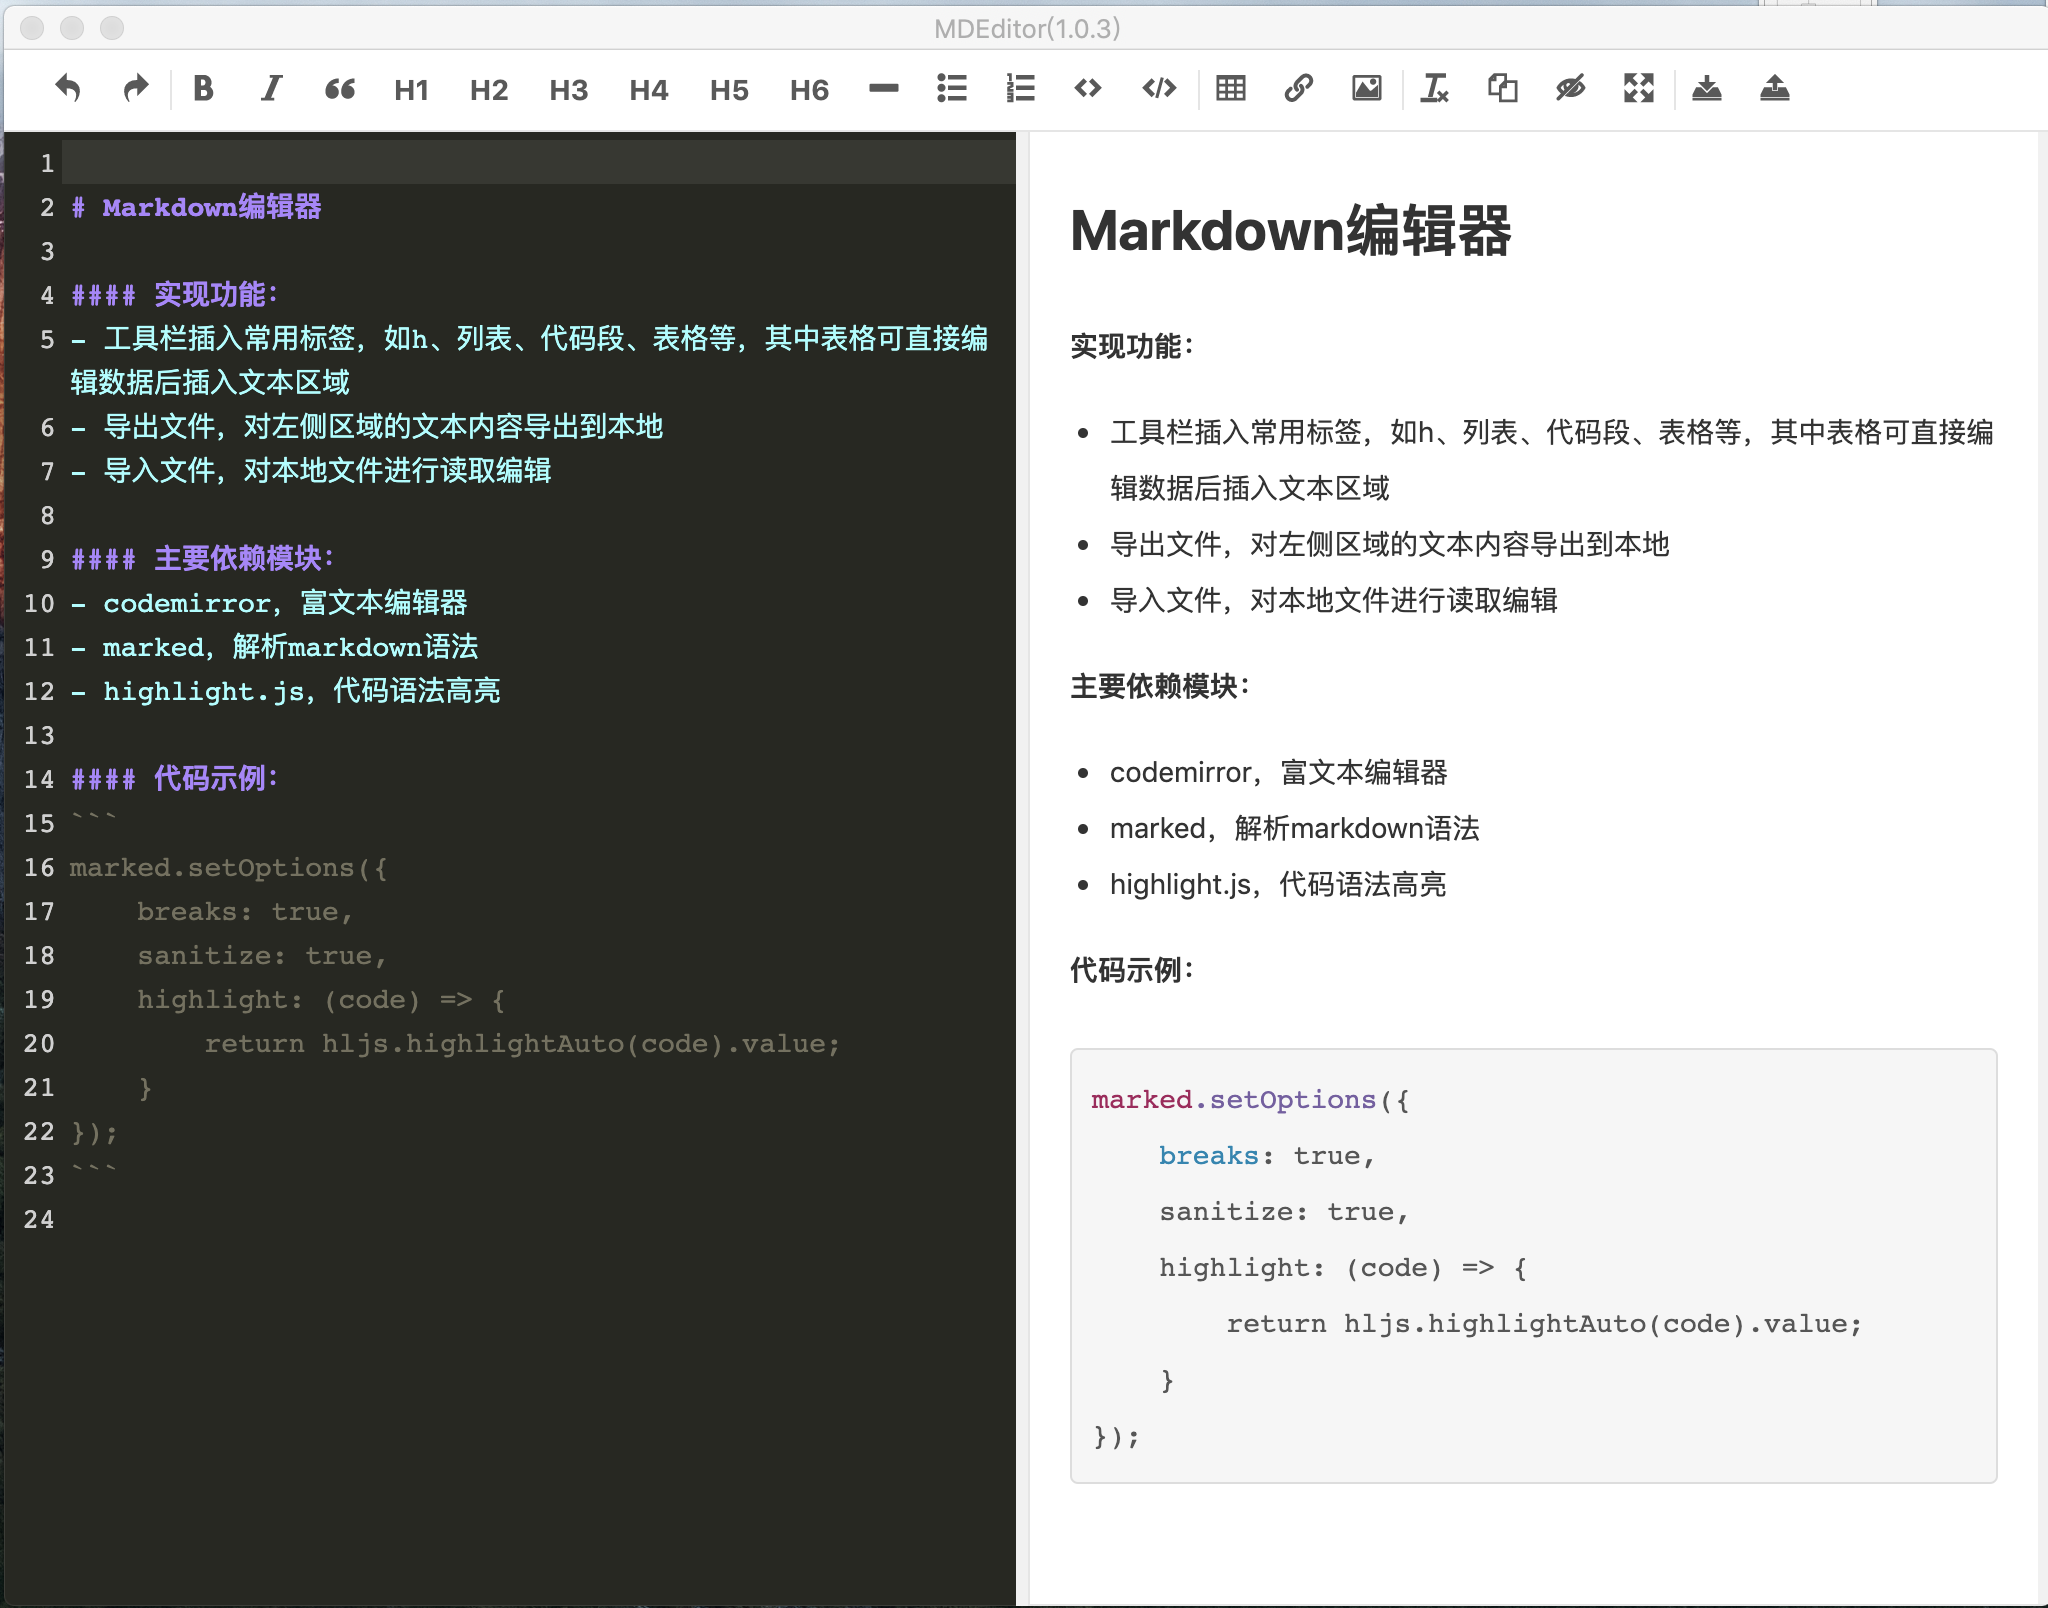 MDEditor(1.0.3)
H1 H2 H3 H4 H5 H6
1
2 # Markdown编辑器
3
4 #### 实现功能：
5 - 工具栏插入常用标签，如h、列表、代码段、表格等，其中表格可直接编
辑数据后插入文本区域
6 - 导出文件，对左侧区域的文本内容导出到本地
7 - 导入文件，对本地文件进行读取编辑
8
9 #### 主要依赖模块：
10 - codemirror，富文本编辑器
11 - marked，解析markdown语法
12 - highlight.js，代码语法高亮
13
14 #### 代码示例：
15 ```
16 marked.setOptions({
17     breaks: true,
18     sanitize: true,
19     highlight: (code) => {
20         return hljs.highlightAuto(code).value;
21     }
22 });
23 ```
24
Markdown编辑器
实现功能：
• 工具栏插入常用标签，如h、列表、代码段、表格等，其中表格可直接编
辑数据后插入文本区域
• 导出文件，对左侧区域的文本内容导出到本地
• 导入文件，对本地文件进行读取编辑
主要依赖模块：
• codemirror，富文本编辑器
• marked，解析markdown语法
• highlight.js，代码语法高亮
代码示例：
marked.setOptions({
    breaks: true,
    sanitize: true,
    highlight: (code) => {
        return hljs.highlightAuto(code).value;
    }
});